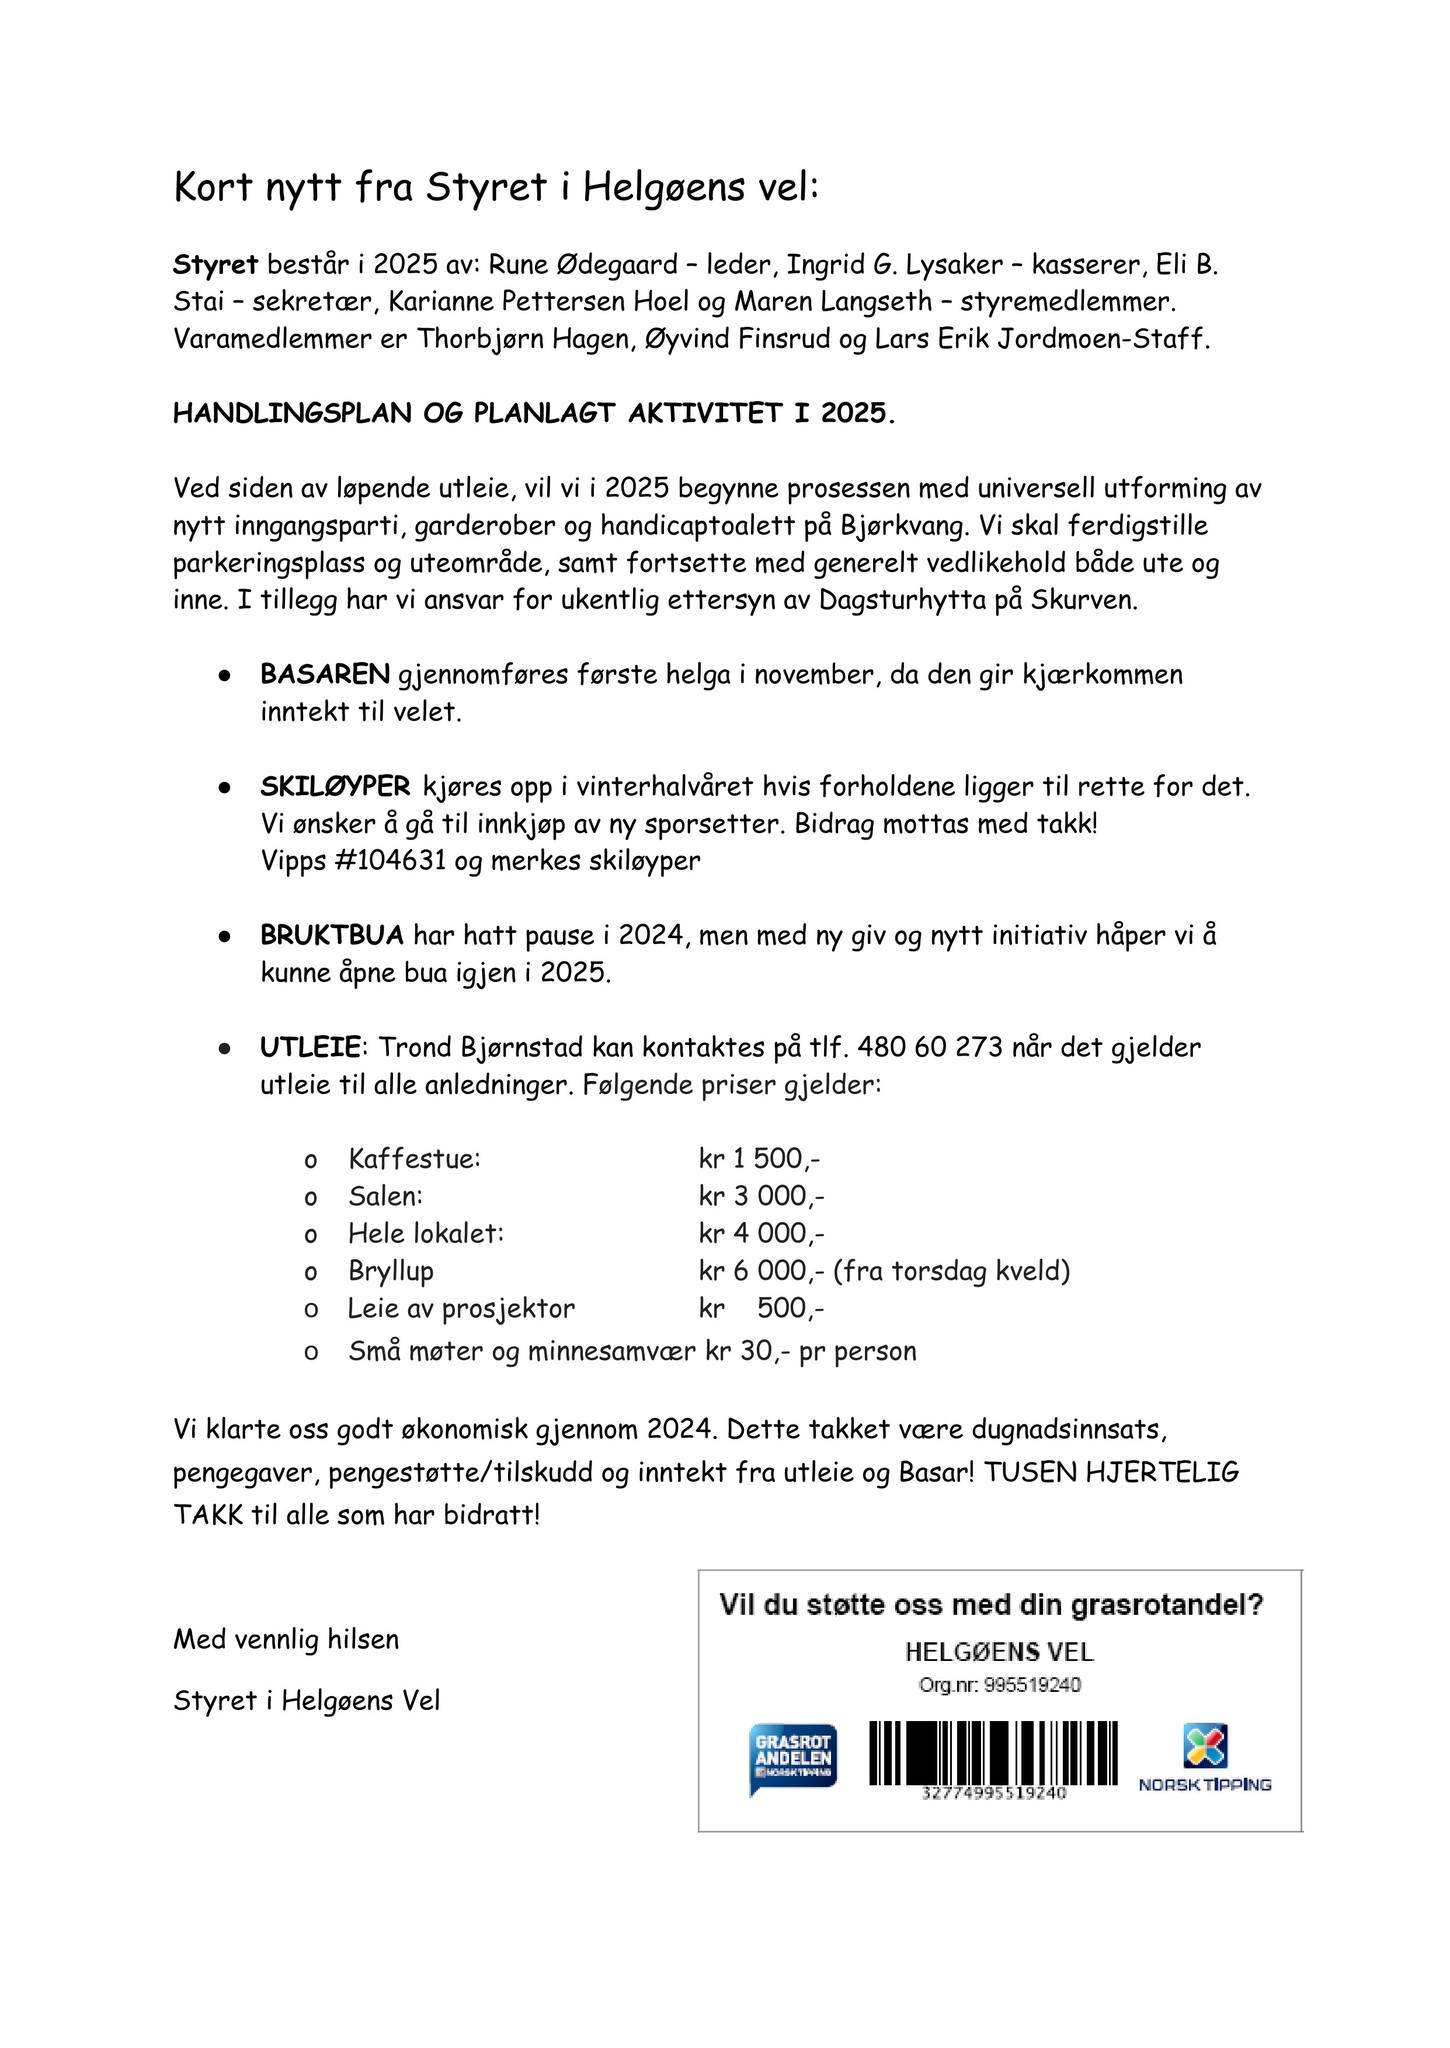 Kort nytt fra Styret i Helgøens vel:
Styret består i 2025 av: Rune Ødegaard – leder, Ingrid G. Lysaker – kasserer, Eli B.
Stai – sekretær, Karianne Pettersen Hoel og Maren Langseth – styremedlemmer.
Varamedlemmer er Thorbjørn Hagen, Øyvind Finsrud og Lars Erik Jordmoen-Staff.
HANDLINGSPLAN OG PLANLAGT AKTIVITET I 2025.
Ved siden av løpende utleie, vil vi i 2025 begynne prosessen med universell utforming av
nytt inngangsparti, garderober og handicaptoalett på Bjørkvang. Vi skal ferdigstille
parkeringsplass og uteområde, samt fortsette med generelt vedlikehold både ute og
inne. I tillegg har vi ansvar for ukentlig ettersyn av Dagsturhytta på Skurven.
● BASAREN gjennomføres første helga i november, da den gir kjærkommen
inntekt til velet.
● SKILØYPER kjøres opp i vinterhalvåret hvis forholdene ligger til rette for det.
Vi ønsker å gå til innkjøp av ny sporsetter. Bidrag mottas med takk!
Vipps #104631 og merkes skiløyper
● BRUKTBUA har hatt pause i 2024, men med ny giv og nytt initiativ håper vi å
kunne åpne bua igjen i 2025.
● UTLEIE: Trond Bjørnstad kan kontaktes på tlf. 480 60 273 når det gjelder
utleie til alle anledninger. Følgende priser gjelder:
o Kaffestue: kr 1 500,-
o Salen: kr 3 000,-
o Hele lokalet: kr 4 000,-
o Bryllup kr 6 000,- (fra torsdag kveld)
o Leie av prosjektor kr 500,-
o Små møter og minnesamvær kr 30,- pr person
Vi klarte oss godt økonomisk gjennom 2024. Dette takket være dugnadsinnsats,
pengegaver, pengestøtte/tilskudd og inntekt fra utleie og Basar! TUSEN HJERTELIG
TAKK til alle som har bidratt!
Med vennlig hilsen
Styret i Helgøens Vel
Vil du støtte oss med din grasrotandel?
HELGØENS VEL
Org.nr: 995519240
GRASROT
ANDELEN
NORSK TIPPING
32774995519240
NORSK TIPPING